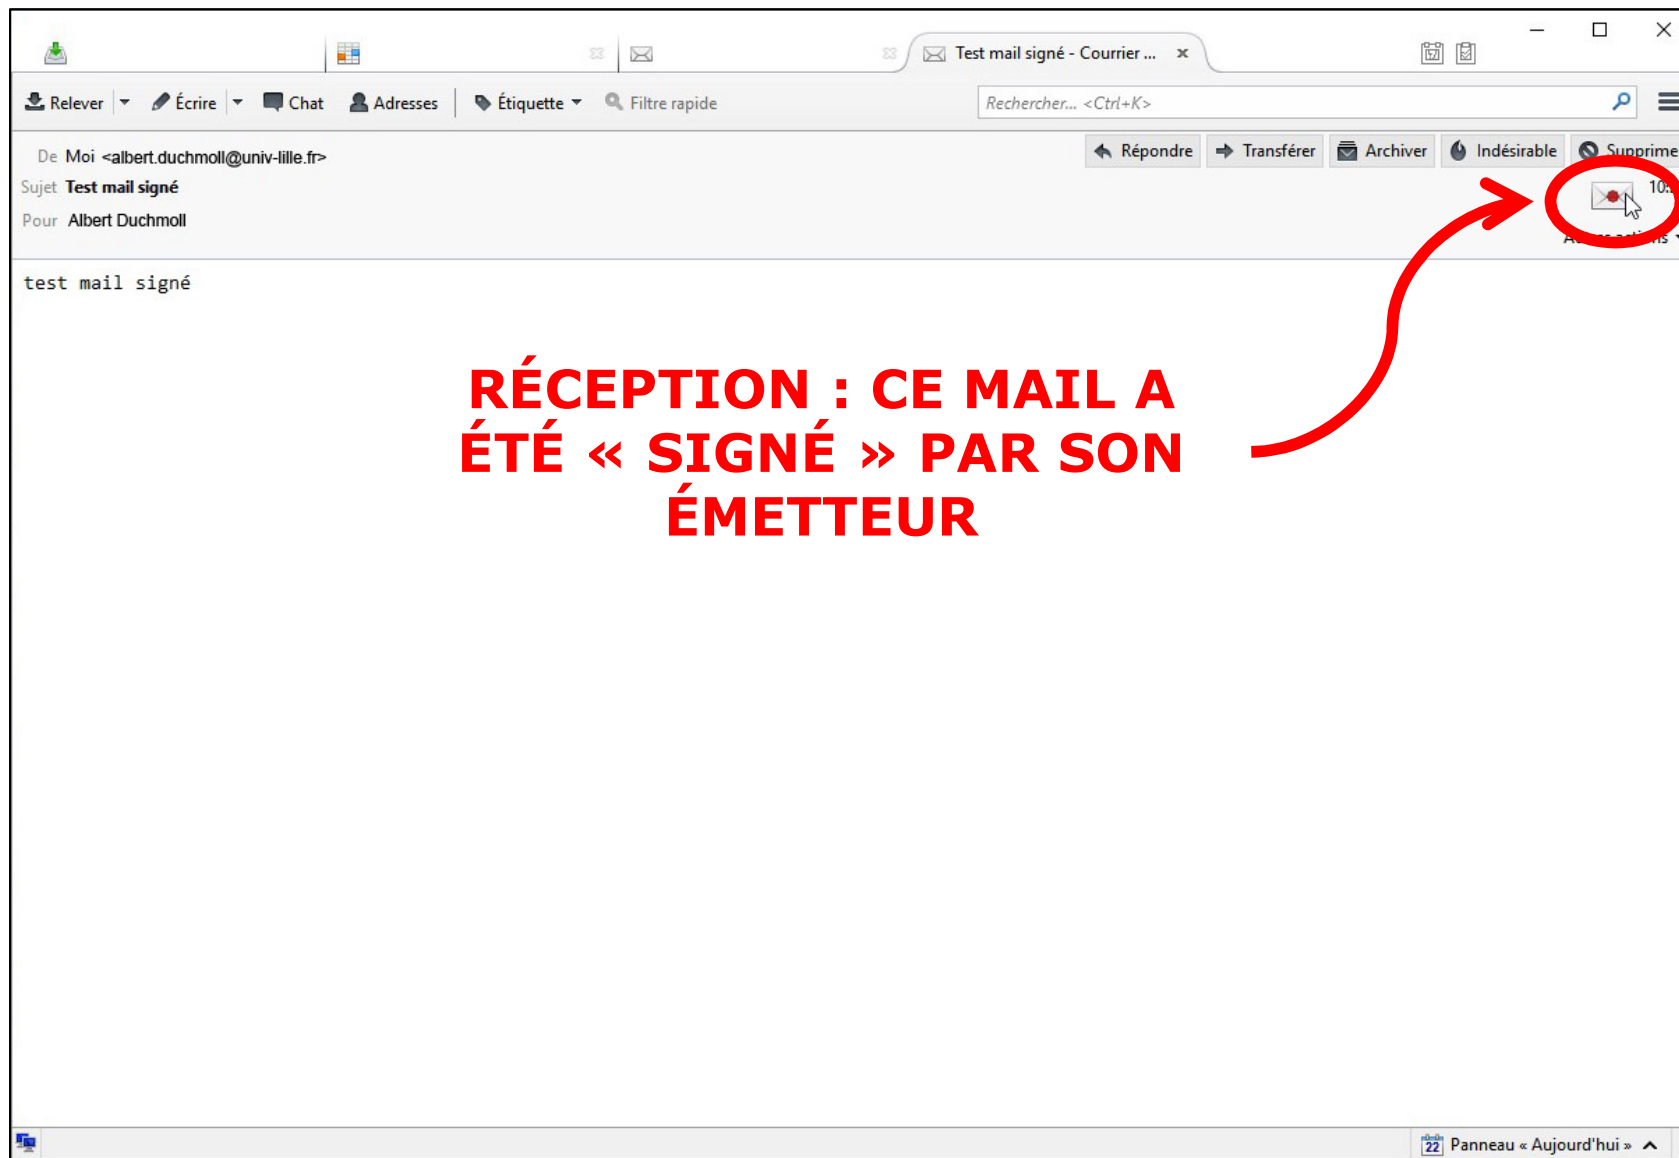 Test mail signé - Courrier ...
Relever Écrire Chat Adresses Étiquette Filtre rapide Rechercher... <Ctrl+K>
De Moi <albert.duchmoll@univ-lille.fr> Répondre Transférer Archiver Indésirable Supprime
Sujet Test mail signé
Pour Albert Duchmoll
test mail signé
RÉCEPTION : CE MAIL A
ÉTÉ « SIGNÉ » PAR SON
ÉMETTEUR
22 Panneau « Aujourd'hui »